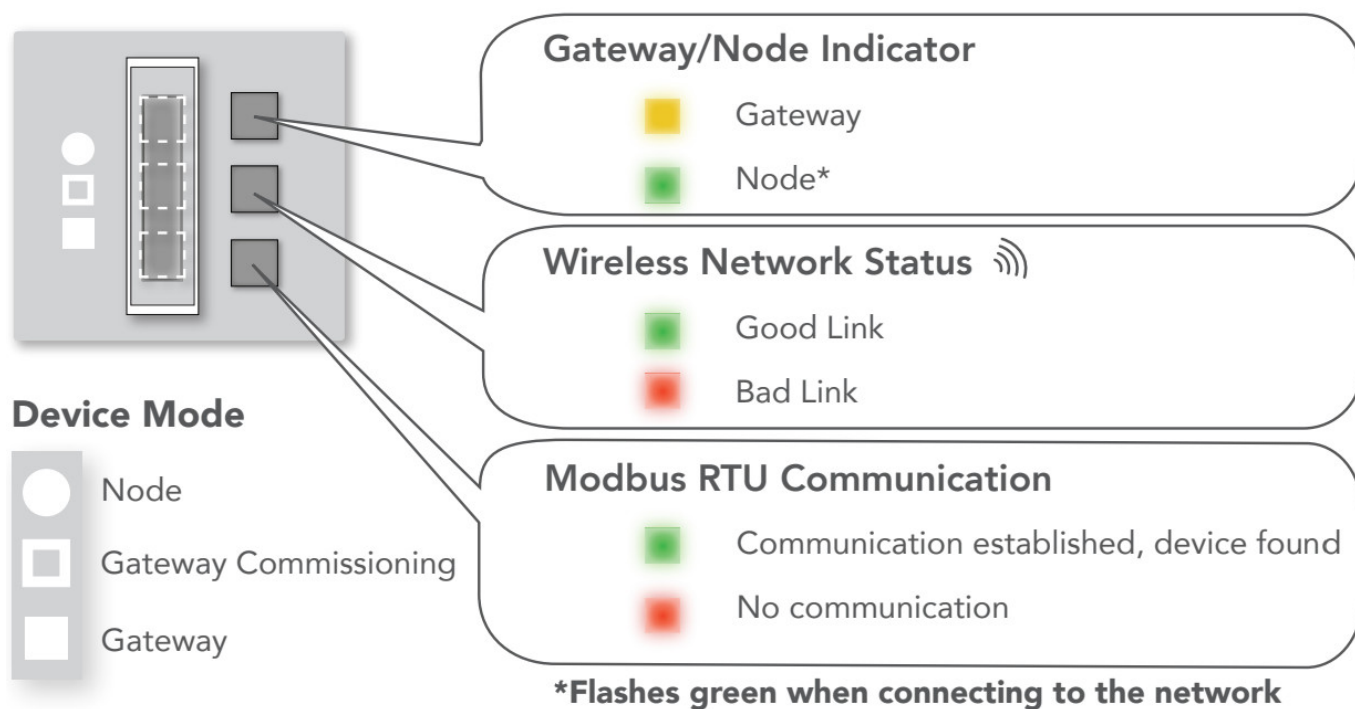 Gateway/Node Indicator
Gateway
Node*
Wireless Network Status
Good Link
Bad Link
Device Mode
Node
Gateway Commissioning
Gateway
Modbus RTU Communication
Communication established, device found
No communication
*Flashes green when connecting to the network